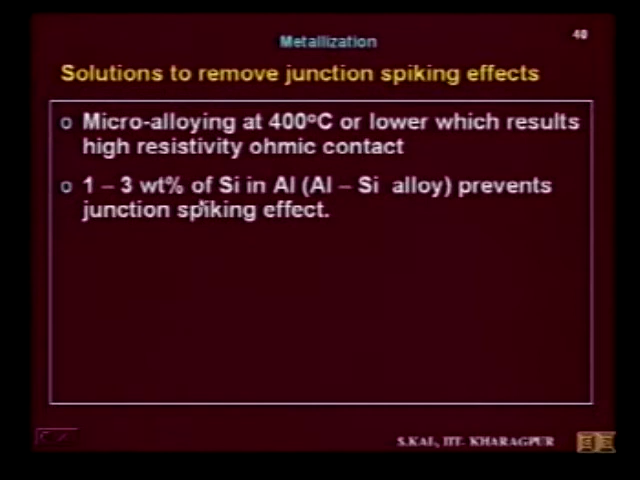 Metallization
40
Solutions to remove junction spiking effects
o Micro-alloying at 400°C or lower which results
high resistivity ohmic contact
o 1 – 3 wt% of Si in Al (Al – Si alloy) prevents
junction spiking effect.
S.KAL, IIT- KHARAGPUR